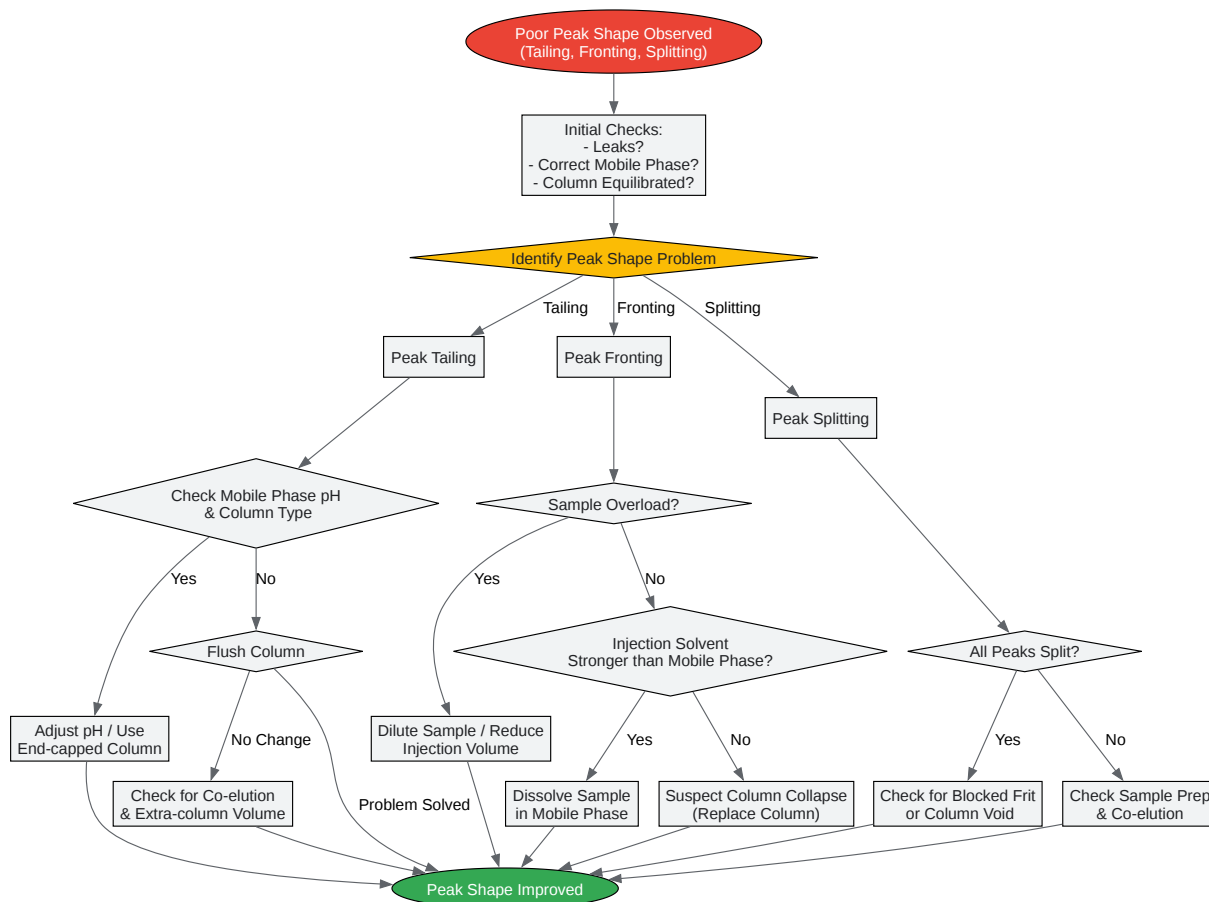 Poor Peak Shape Observed
(Tailing, Fronting, Splitting)
Initial Checks:
- Leaks?
- Correct Mobile Phase?
- Column Equilibrated?
Identify Peak Shape Problem
Tailing
Fronting
Splitting
Peak Tailing
Peak Fronting
Peak Splitting
Check Mobile Phase pH
& Column Type
Sample Overload?
Yes
No
Yes
No
Flush Column
Injection Solvent
Stronger than Mobile Phase?
All Peaks Split?
Adjust pH / Use
End-capped Column
No Change
Dilute Sample / Reduce
Injection Volume
Yes
No
Yes
No
Check for Co-elution
& Extra-column Volume
Problem Solved
Dissolve Sample
in Mobile Phase
Suspect Column Collapse
(Replace Column)
Check for Blocked Frit
or Column Void
Check Sample Prep
& Co-elution
Peak Shape Improved